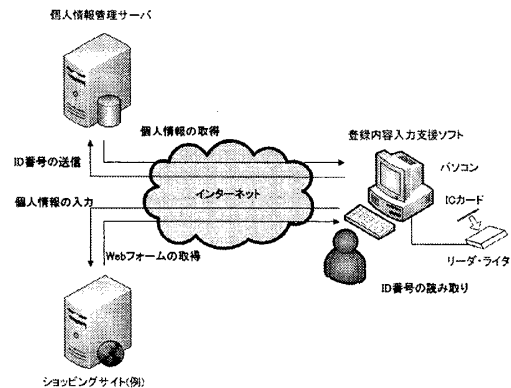 個人情報管理サーバ
個人情報の取得
登録内容入力支援ソフト
ID番号の送信
パソコン
個人情報の入力
インターネット
ICカード
Webフォームの取得
リーダ・ライタ
ID番号の読み取り
ショッピングサイト(例)